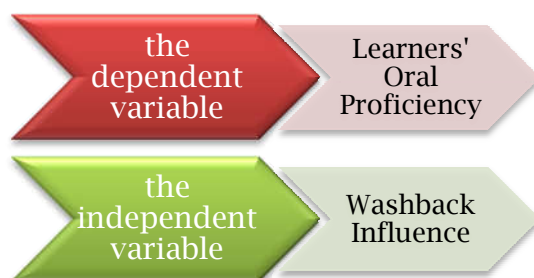 the
dependent
variable
Learners'
Oral
Proficiency
the
independent
variable
Washback
Influence